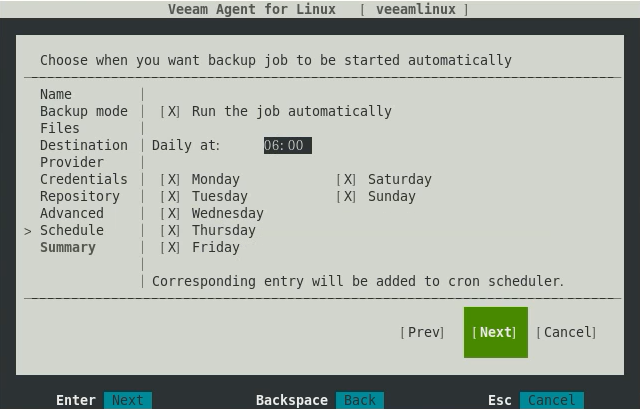 Veeam Agent for Linux [ veeamlinux ]
Choose when you want backup job to be started automatically
Name
Backup mode [X] Run the job automatically
Files
Destination Daily at: 06:00
Provider
Credentials [X] Monday [X] Saturday
Repository [X] Tuesday [X] Sunday
Advanced [X] Wednesday
> Schedule [X] Thursday
Summary [X] Friday
Corresponding entry will be added to cron scheduler.
[Prev] [Next] [Cancel]
Enter Next Backspace Back Esc Cancel